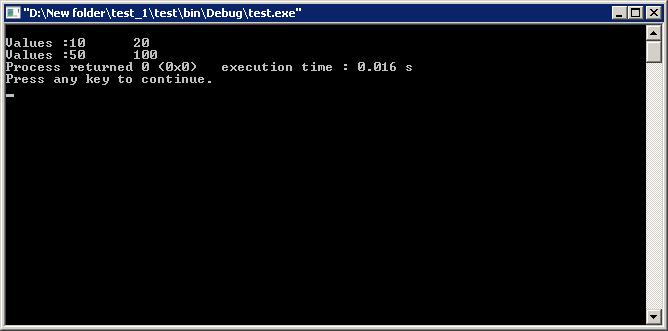 "D:\New folder\test_1\test\bin\Debug\test.exe"
Values :10      20
Values :50      100
Process returned 0 (0x0)   execution time : 0.016 s
Press any key to continue.